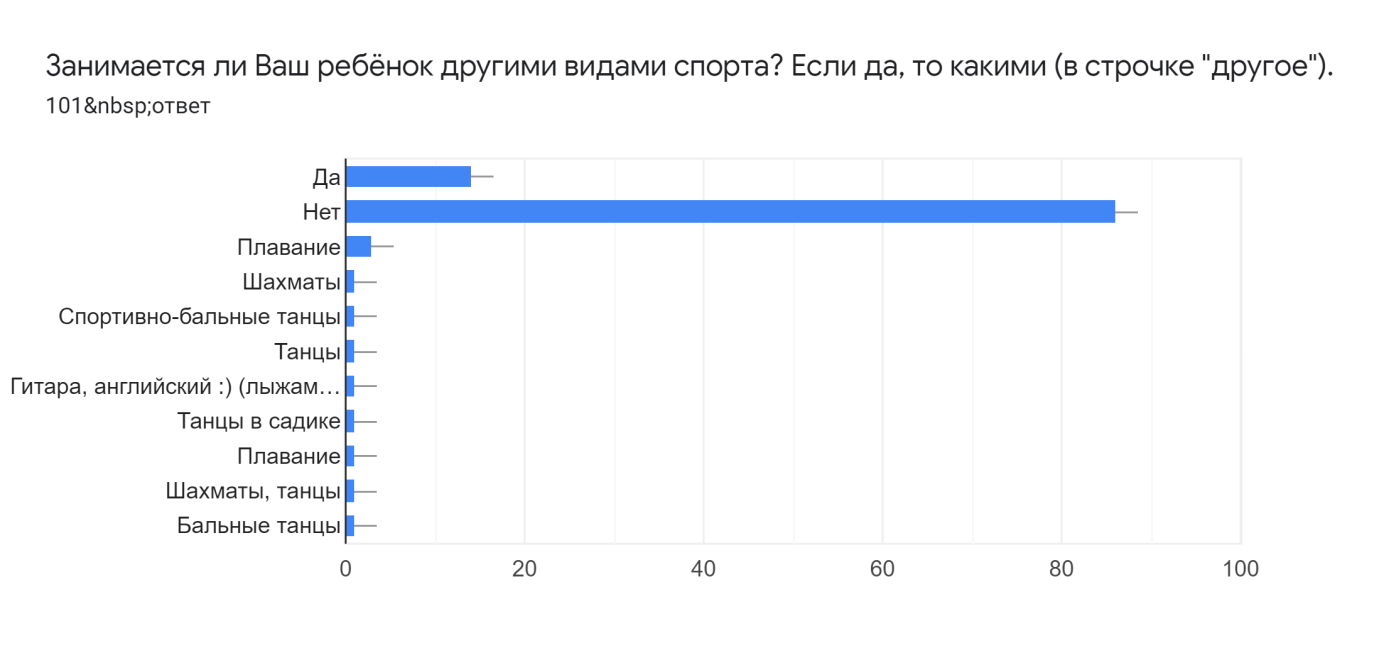 Занимается ли Ваш ребёнок другими видами спорта? Если да, то какими (в строчке "другое").
101&nbsp;ответ
Да
Нет
Плавание
Шахматы
Спортивно-бальные танцы
Танцы
Гитара, английский :) (лыжам…
Танцы в садике
Плавание
Шахматы, танцы
Бальные танцы
0 20 40 60 80 100